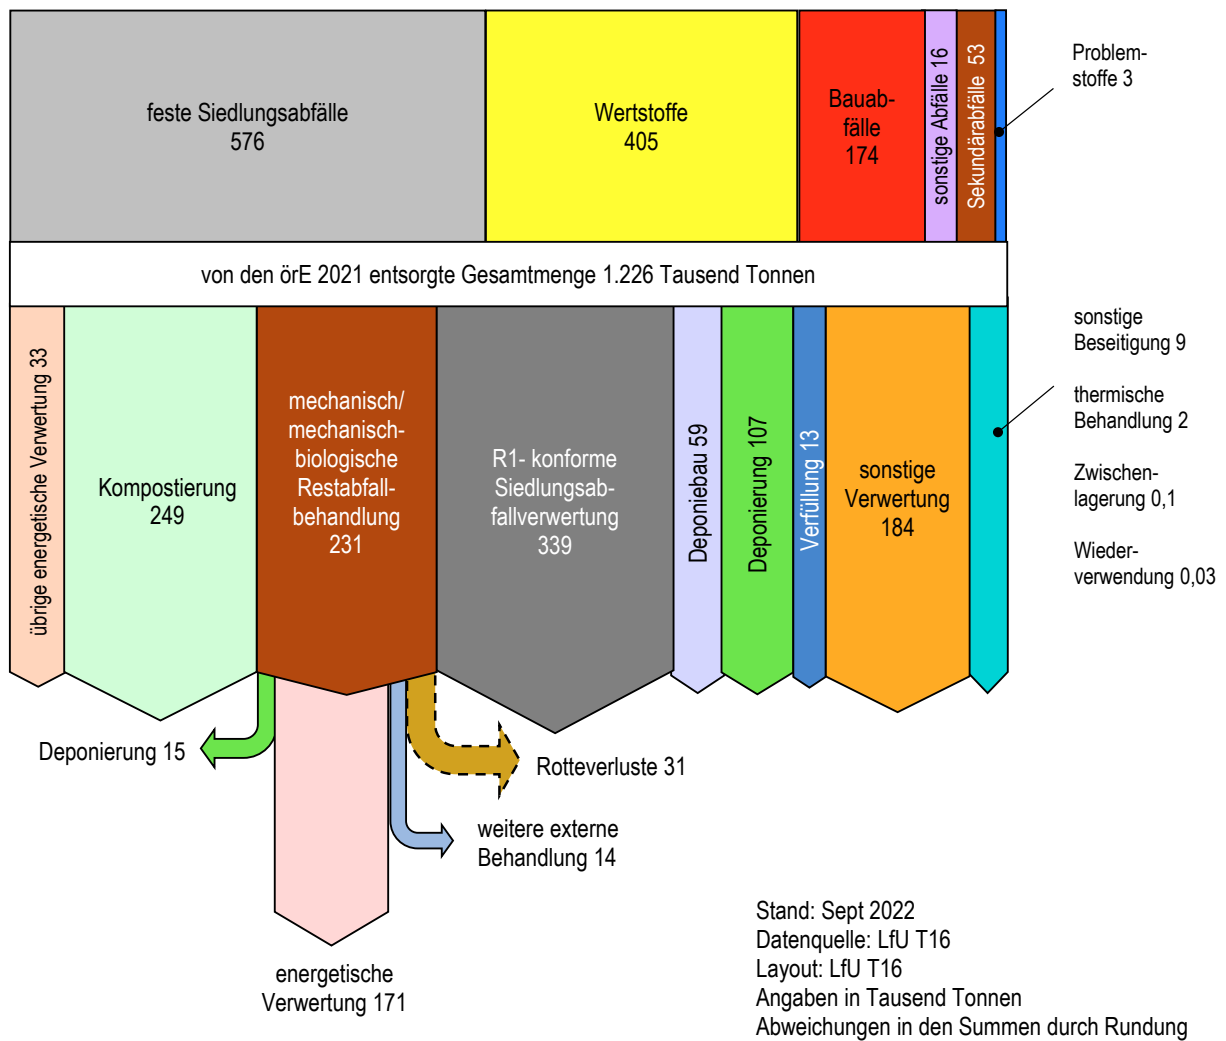 feste Siedlungsabfälle
576
Wertstoffe
405
Bauab-
fälle
174
sonstige Abfälle 16
Sekundärabfälle 53
Problem-
stoffe 3
von den örE 2021 entsorgte Gesamtmenge 1.226 Tausend Tonnen
übrige energetische Verwertung 33
Kompostierung
249
mechanisch/
mechanisch-
biologische
Restabfall-
behandlung
231
R1- konforme
Siedlungsab-
fallverwertung
339
Deponiebau 59
Deponierung 107
Verfüllung 13
sonstige
Verwertung
184
sonstige
Beseitigung 9
thermische
Behandlung 2
Zwischen-
lagerung 0,1
Wieder-
verwendung 0,03
Deponierung 15
Rotteverluste 31
weitere externe
Behandlung 14
energetische
Verwertung 171
Stand: Sept 2022
Datenquelle: LfU T16
Layout: LfU T16
Angaben in Tausend Tonnen
Abweichungen in den Summen durch Rundung